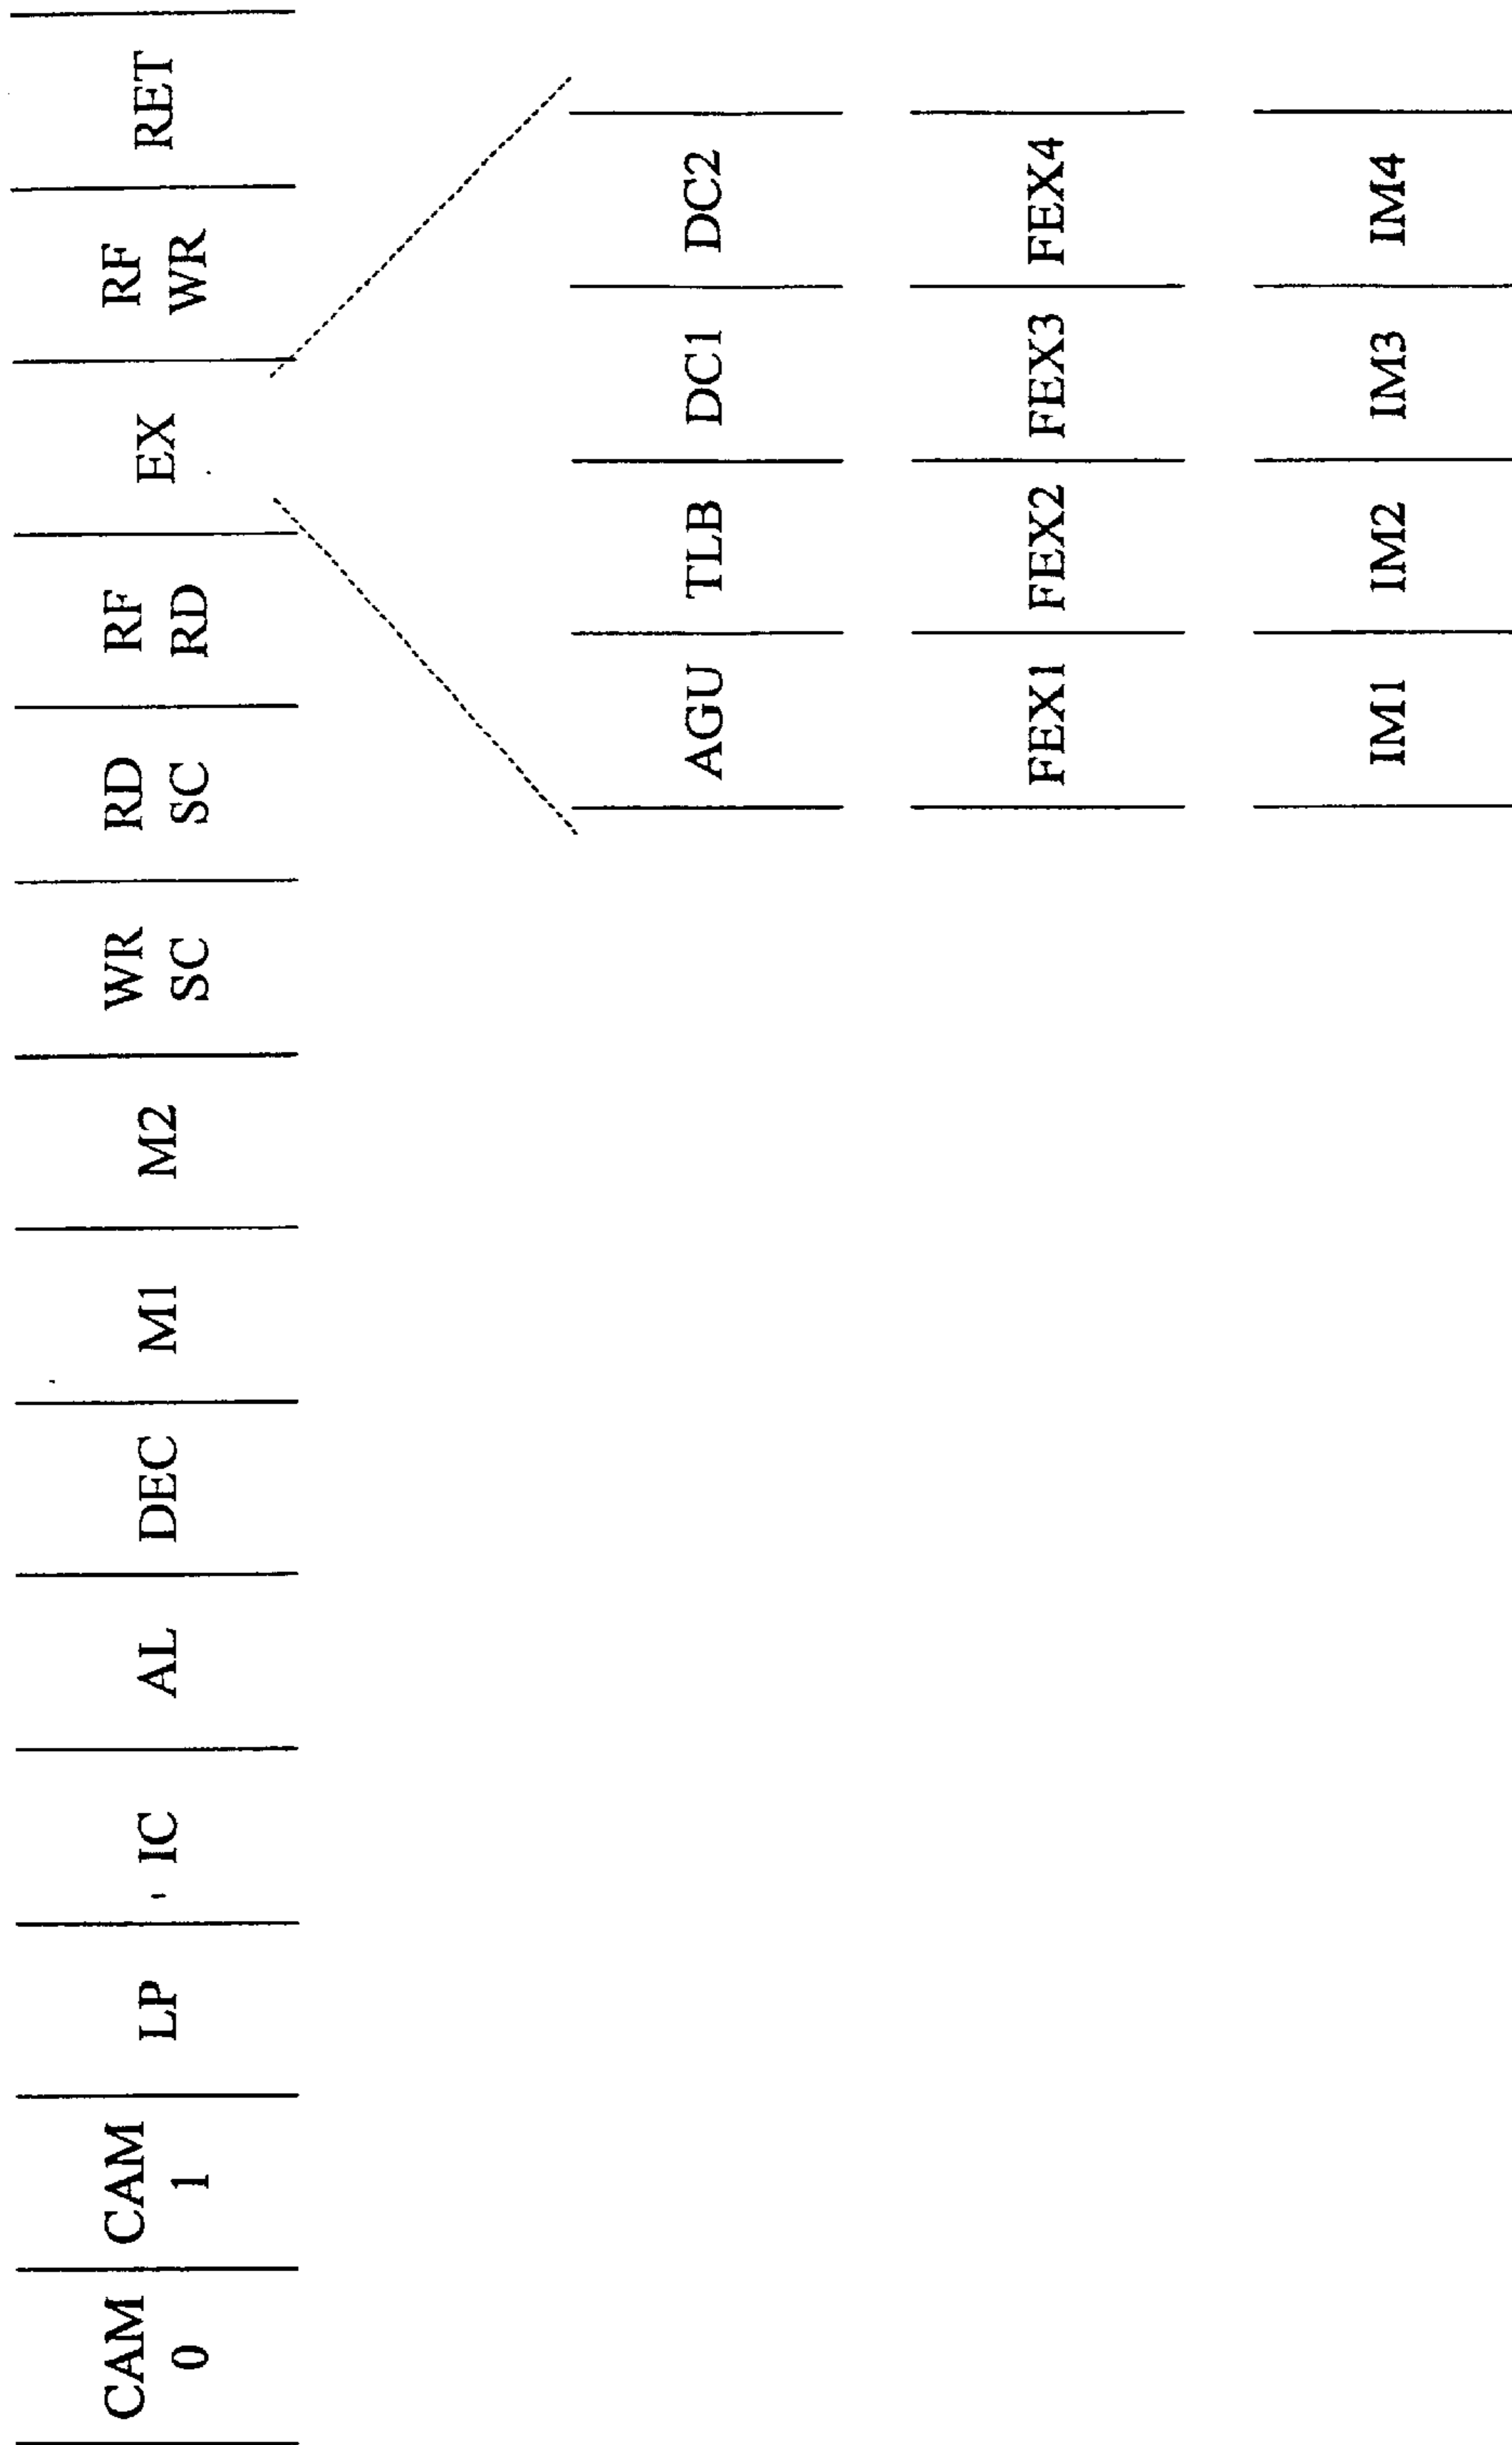 CAM 0
CAM 1
LP
IC
AL
DEC
M1
M2
WR SC
RD SC
RF RD
EX
RF WR
RET
AGU TLB DC1 DC2
FEX1 FEX2 FEX3 FEX4
IM1 IM2 IM3 IM4